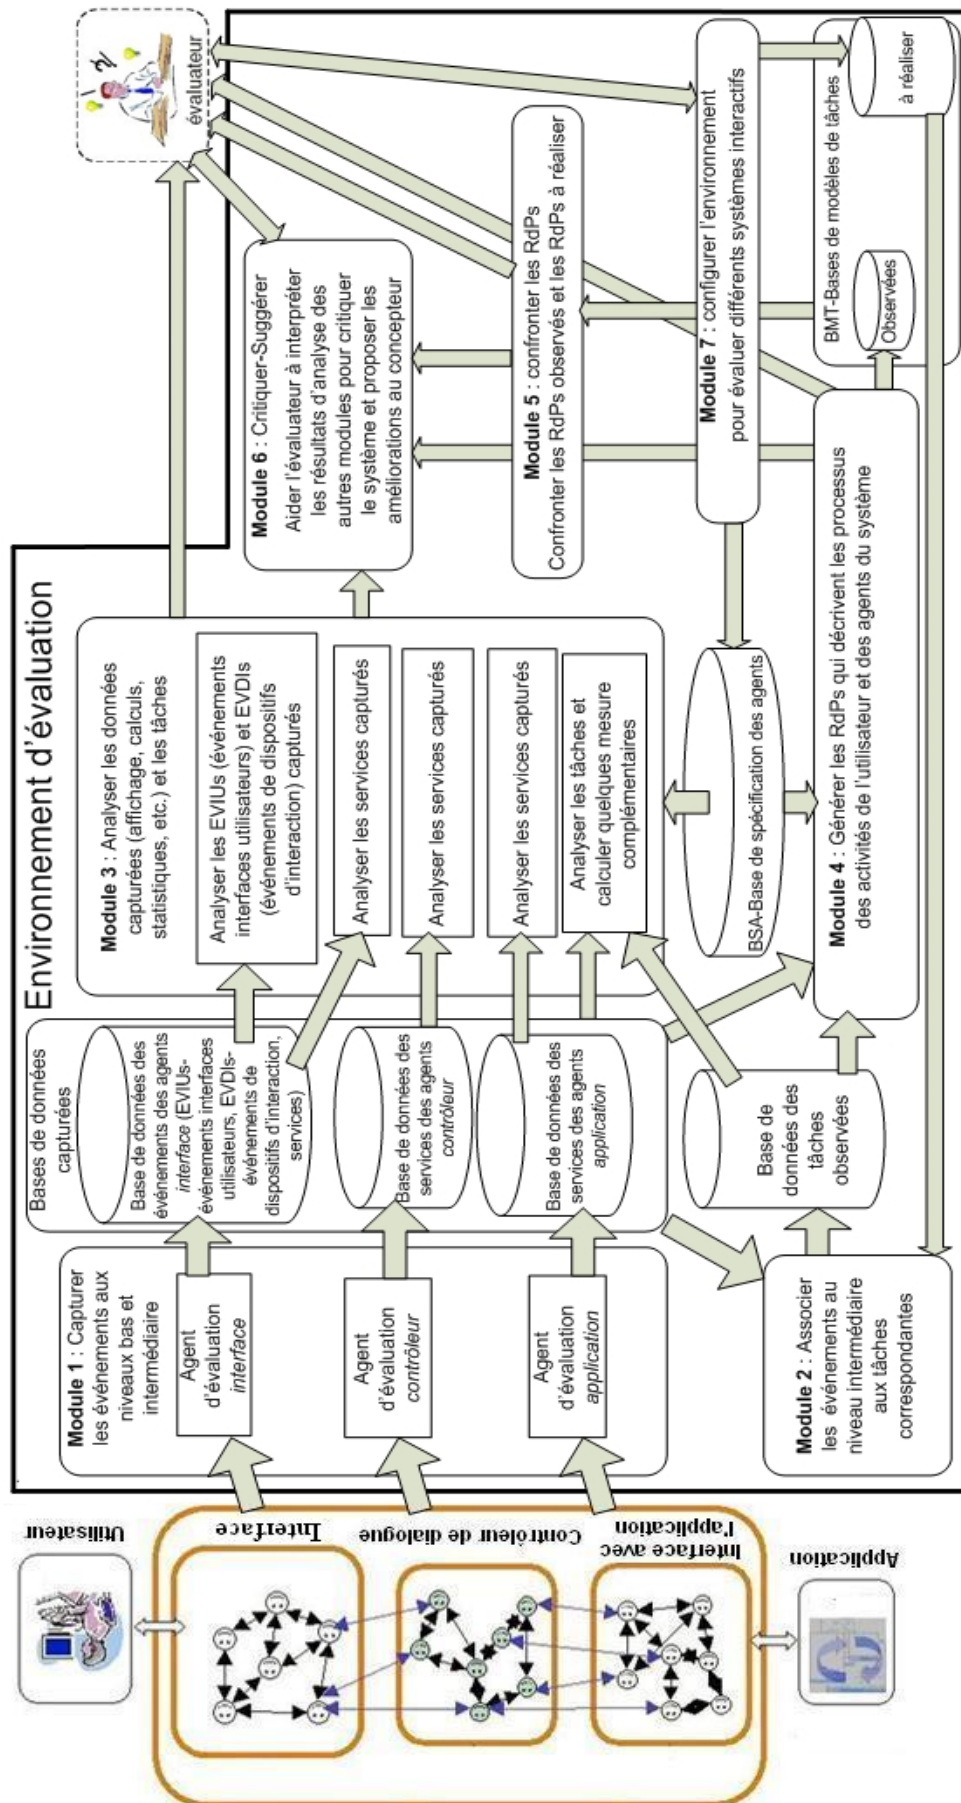 Environnement d'évaluation
évaluateur
Utilisateur
Interface
Contrôleur de dialogue
Interface avec
l'application
Application
Module 1 : Capturer
les événements aux
niveaux bas et
intermédiaire
Agent
d'évaluation
interface
Agent
d'évaluation
contrôleur
Agent
d'évaluation
application
Module 2 : Associer
les événements au
niveau intermédiaire
aux tâches
correspondantes
Bases de données
capturées
Base de données des
événements des agents
interface (EVIUs-
événements interfaces
utilisateurs, EVDIs-
événements de
dispositifs d'interaction,
services)
Base de données des
services des agents
contrôleur
Base de données des
services des agents
application
Base de
données des
tâches
observées
Module 3 : Analyser les données
capturées (affichage, calculs,
statistiques, etc.) et les tâches
Analyser les EVIUs (événements
interfaces utilisateurs) et EVDIs
(événements de dispositifs
d'interaction) capturés
Analyser les services capturés
Analyser les services capturés
Analyser les services capturés
Analyser les tâches et
calculer quelques mesure
complémentaires
BSA-Base de spécification des agents
Module 4 : Générer les RdPs qui décrivent les processus
des activités de l'utilisateur et des agents du système
Module 6 : Critiquer-Suggérer
Aider l'évaluateur à interpréter
les résultats d'analyse des
autres modules pour critiquer
le système et proposer les
améliorations au concepteur
Module 5 : confronter les RdPs
Confronter les RdPs observés et les RdPs à réaliser
Module 7 : configurer l'environnement
pour évaluer différents systèmes interactifs
BMT-Bases de modèles de tâches
Observées
à réaliser